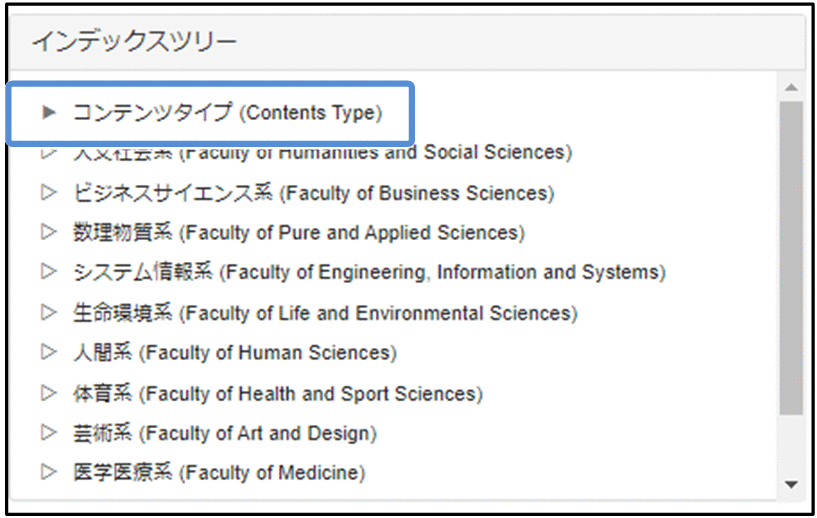 インデックスツリー
コンテンツタイプ (Contents Type)
人文社会系 (Faculty of Humanities and Social Sciences)
ビジネスサイエンス系 (Faculty of Business Sciences)
数理物質系 (Faculty of Pure and Applied Sciences)
システム情報系 (Faculty of Engineering, Information and Systems)
生命環境系 (Faculty of Life and Environmental Sciences)
人間系 (Faculty of Human Sciences)
体育系 (Faculty of Health and Sport Sciences)
芸術系 (Faculty of Art and Design)
医学医療系 (Faculty of Medicine)